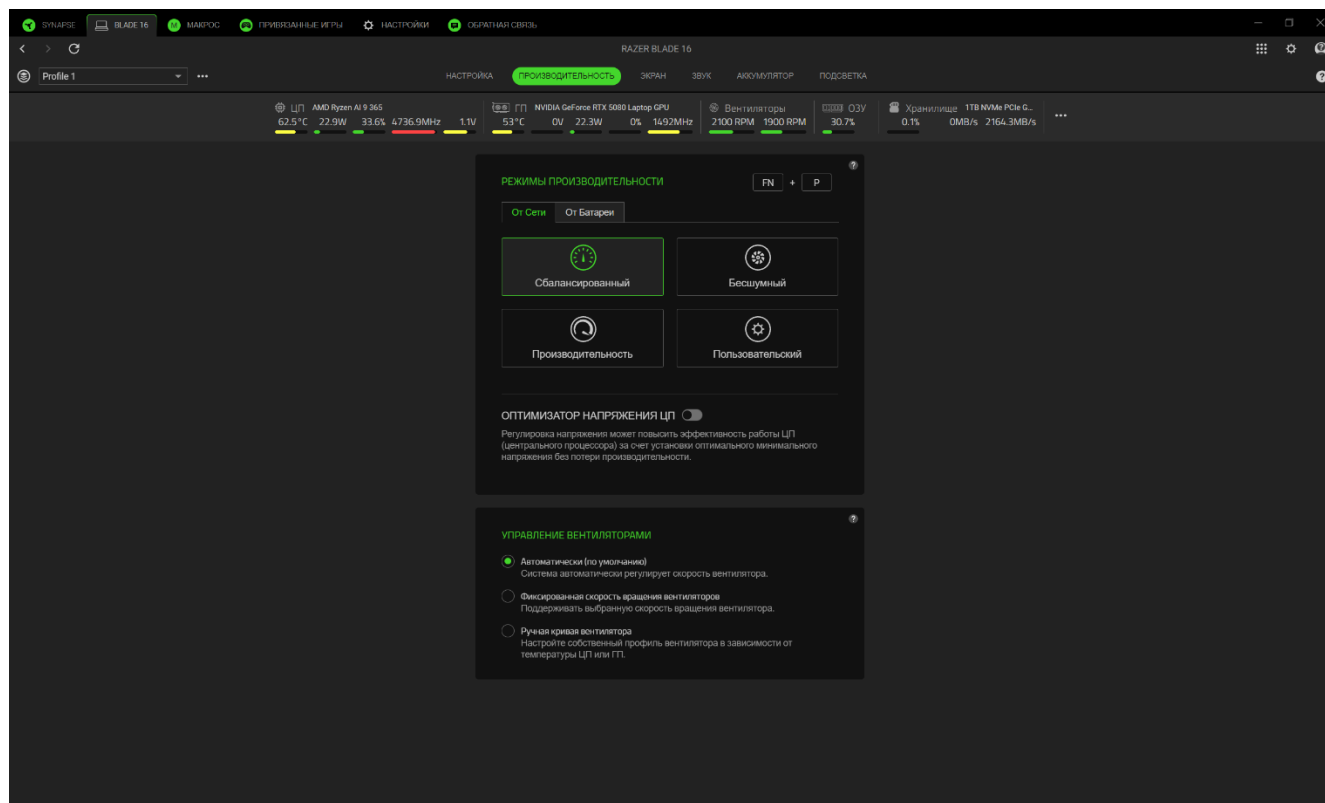 SYNAPSE BLADE 16 МАКРОС ПРИВЯЗАННЫЕ ИГРЫ НАСТРОЙКИ ОБРАТНАЯ СВЯЗЬ
RAZER BLADE 16
Profile 1 НАСТРОЙКА ПРОИЗВОДИТЕЛЬНОСТЬ ЭКРАН ЗВУК АККУМУЛЯТОР ПОДСВЕТКА
ЦП AMD Ryzen AI 9 365 ГП NVIDIA GeForce RTX 5080 Laptop GPU Вентиляторы ОЗУ Хранилище 1TB NVMe PCIe G...
62.5°C 22.9W 33.6% 4736.9MHz 1.1V 53°C 0V 22.3W 0% 1492MHz 2100 RPM 1900 RPM 30.7% 0.1% 0MB/s 2164.3MB/s
РЕЖИМЫ ПРОИЗВОДИТЕЛЬНОСТИ FN + P
От Сети От Батареи
Сбалансированный Бесшумный
Производительность Пользовательский
ОПТИМИЗАТОР НАПРЯЖЕНИЯ ЦП
Регулировка напряжения может повысить эффективность работы ЦП
(центрального процессора) за счет установки оптимального минимального
напряжения без потери производительности.
УПРАВЛЕНИЕ ВЕНТИЛЯТОРАМИ
Автоматически (по умолчанию)
Система автоматически регулирует скорость вентилятора.
Фиксированная скорость вращения вентиляторов
Поддерживать выбранную скорость вращения вентилятора.
Ручная кривая вентилятора
Настройте собственный профиль вентилятора в зависимости от
температуры ЦП или ГП.